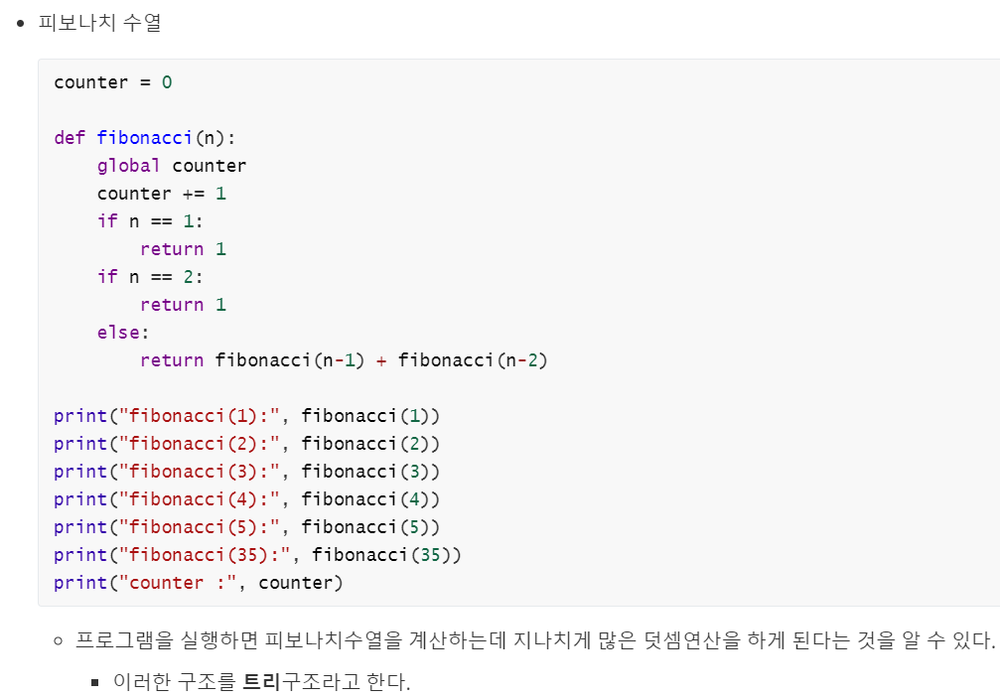 피보나치 수열
counter = 0
def fibonacci(n):
    global counter
    counter += 1
    if n == 1:
        return 1
    if n == 2:
        return 1
    else:
        return fibonacci(n-1) + fibonacci(n-2)
print("fibonacci(1):", fibonacci(1))
print("fibonacci(2):", fibonacci(2))
print("fibonacci(3):", fibonacci(3))
print("fibonacci(4):", fibonacci(4))
print("fibonacci(5):", fibonacci(5))
print("fibonacci(35):", fibonacci(35))
print("counter :", counter)
프로그램을 실행하면 피보나치수열을 계산하는데 지나치게 많은 덧셈연산을 하게 된다는 것을 알 수 있다.
이러한 구조를 트리구조라고 한다.